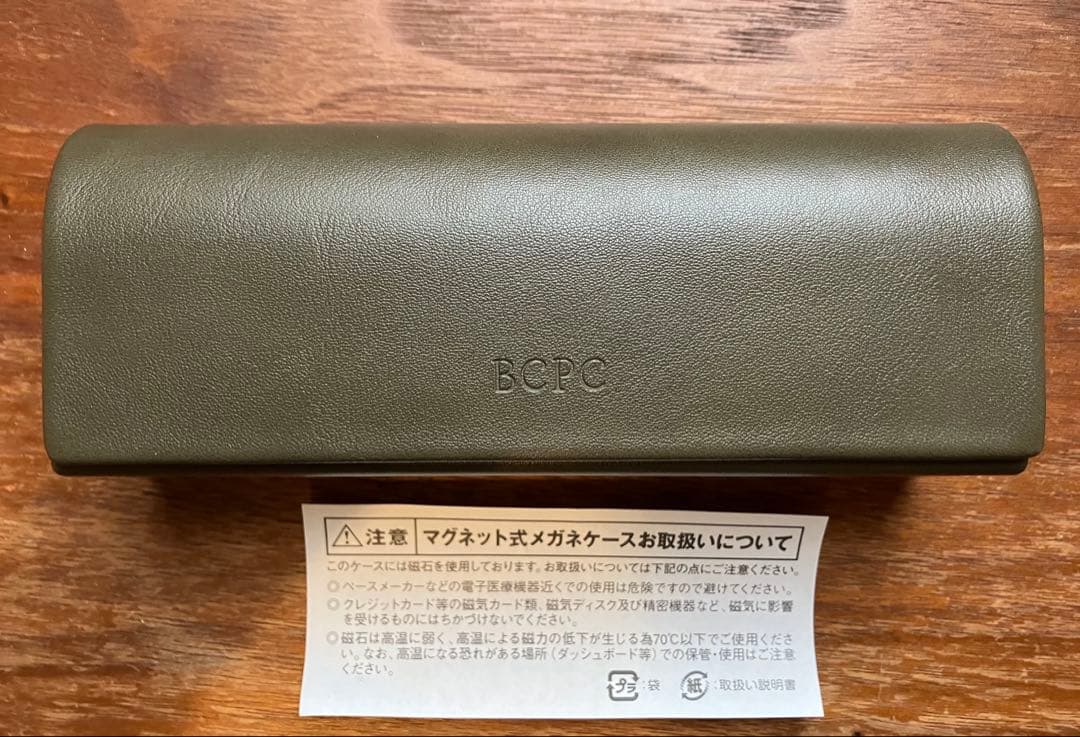 BCPC
⚠注意 マグネット式メガネケースお取扱いについて
このケースには磁石を使用しております。お取扱いについては下記の点にご注意ください。
◎ペースメーカーなどの電子医療機器近くでの使用は危険ですので避けてください。
◎クレジットカード等の磁気カード類、磁気ディスク及び精密機器など、磁気に影響
を受けるものにはちかづけないでください。
◎磁石は高温に弱く、高温による磁力の低下が生じる為70℃以下でご使用くださ
い。なお、高温になる恐れがある場所（ダッシュボード等）での保管・使用はご注意
ください。
プラ:袋 紙:取扱い説明書